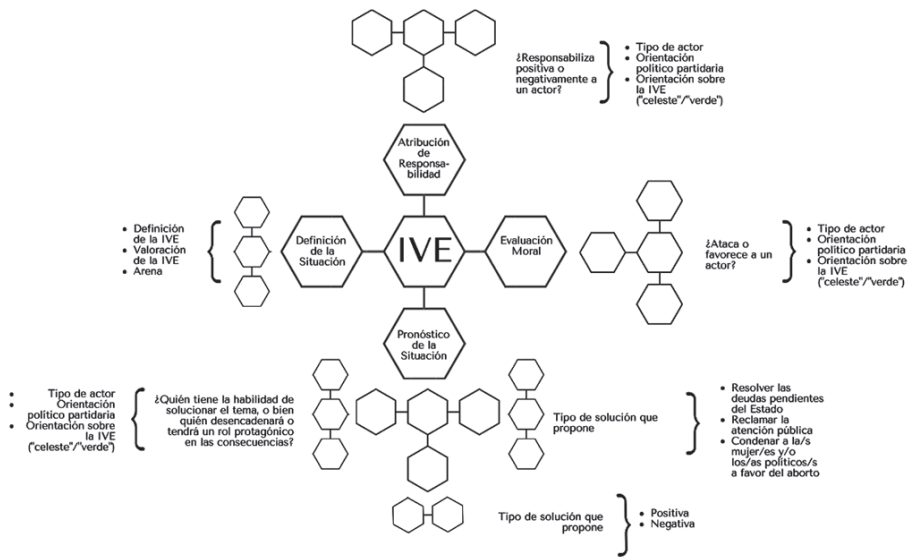 ¿Responsabiliza
positiva o
negativamente a
un actor?
• Tipo de actor
• Orientación
político partidaria
• Orientación sobre
la IVE
("celeste"/"verde")
Atribución
de
Responsa-
bilidad
• Definición
de la IVE
• Valoración
de la IVE
• Arena
Definición
de la
Situación
IVE
Evaluación
Moral
¿Ataca o
favorece a un
actor?
• Tipo de actor
• Orientación
político partidaria
• Orientación sobre
la IVE
("celeste"/"verde")
Pronóstico
de la
Situación
• Tipo de actor
• Orientación
político partidaria
• Orientación sobre
la IVE
("celeste"/"verde")
¿Quién tiene la habilidad de
solucionar el tema, o bien
quién desencadenará o
tendrá un rol protagónico
en las consecuencias?
Tipo de solución que
propone
• Resolver las
deudas pendientes
del Estado
• Reclamar la
atención pública
• Condenar a la/s
mujer/es y/o
los/as políticos/s
a favor del aborto
Tipo de solución que
propone
• Positiva
• Negativa